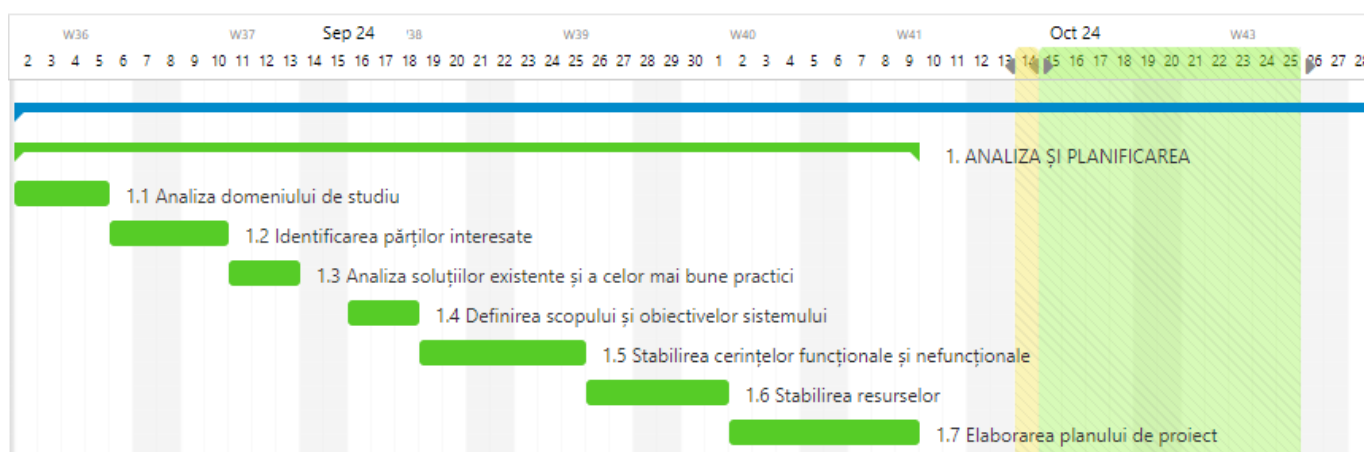 W36 W37 Sep 24 '38 W39 W40 W41 Oct 24 W43
2 3 4 5 6 7 8 9 10 11 12 13 14 15 16 17 18 19 20 21 22 23 24 25 26 27 28 29 30 1 2 3 4 5 6 7 8 9 10 11 12 13 14 15 16 17 18 19 20 21 22 23 24 25 26 27 28
1. ANALIZA ȘI PLANIFICAREA
1.1 Analiza domeniului de studiu
1.2 Identificarea părților interesate
1.3 Analiza soluțiilor existente și a celor mai bune practici
1.4 Definirea scopului și obiectivelor sistemului
1.5 Stabilirea cerințelor funcționale și nefuncționale
1.6 Stabilirea resurselor
1.7 Elaborarea planului de proiect